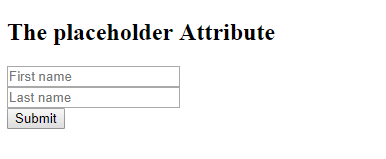 The placeholder Attribute
First name
Last name
Submit